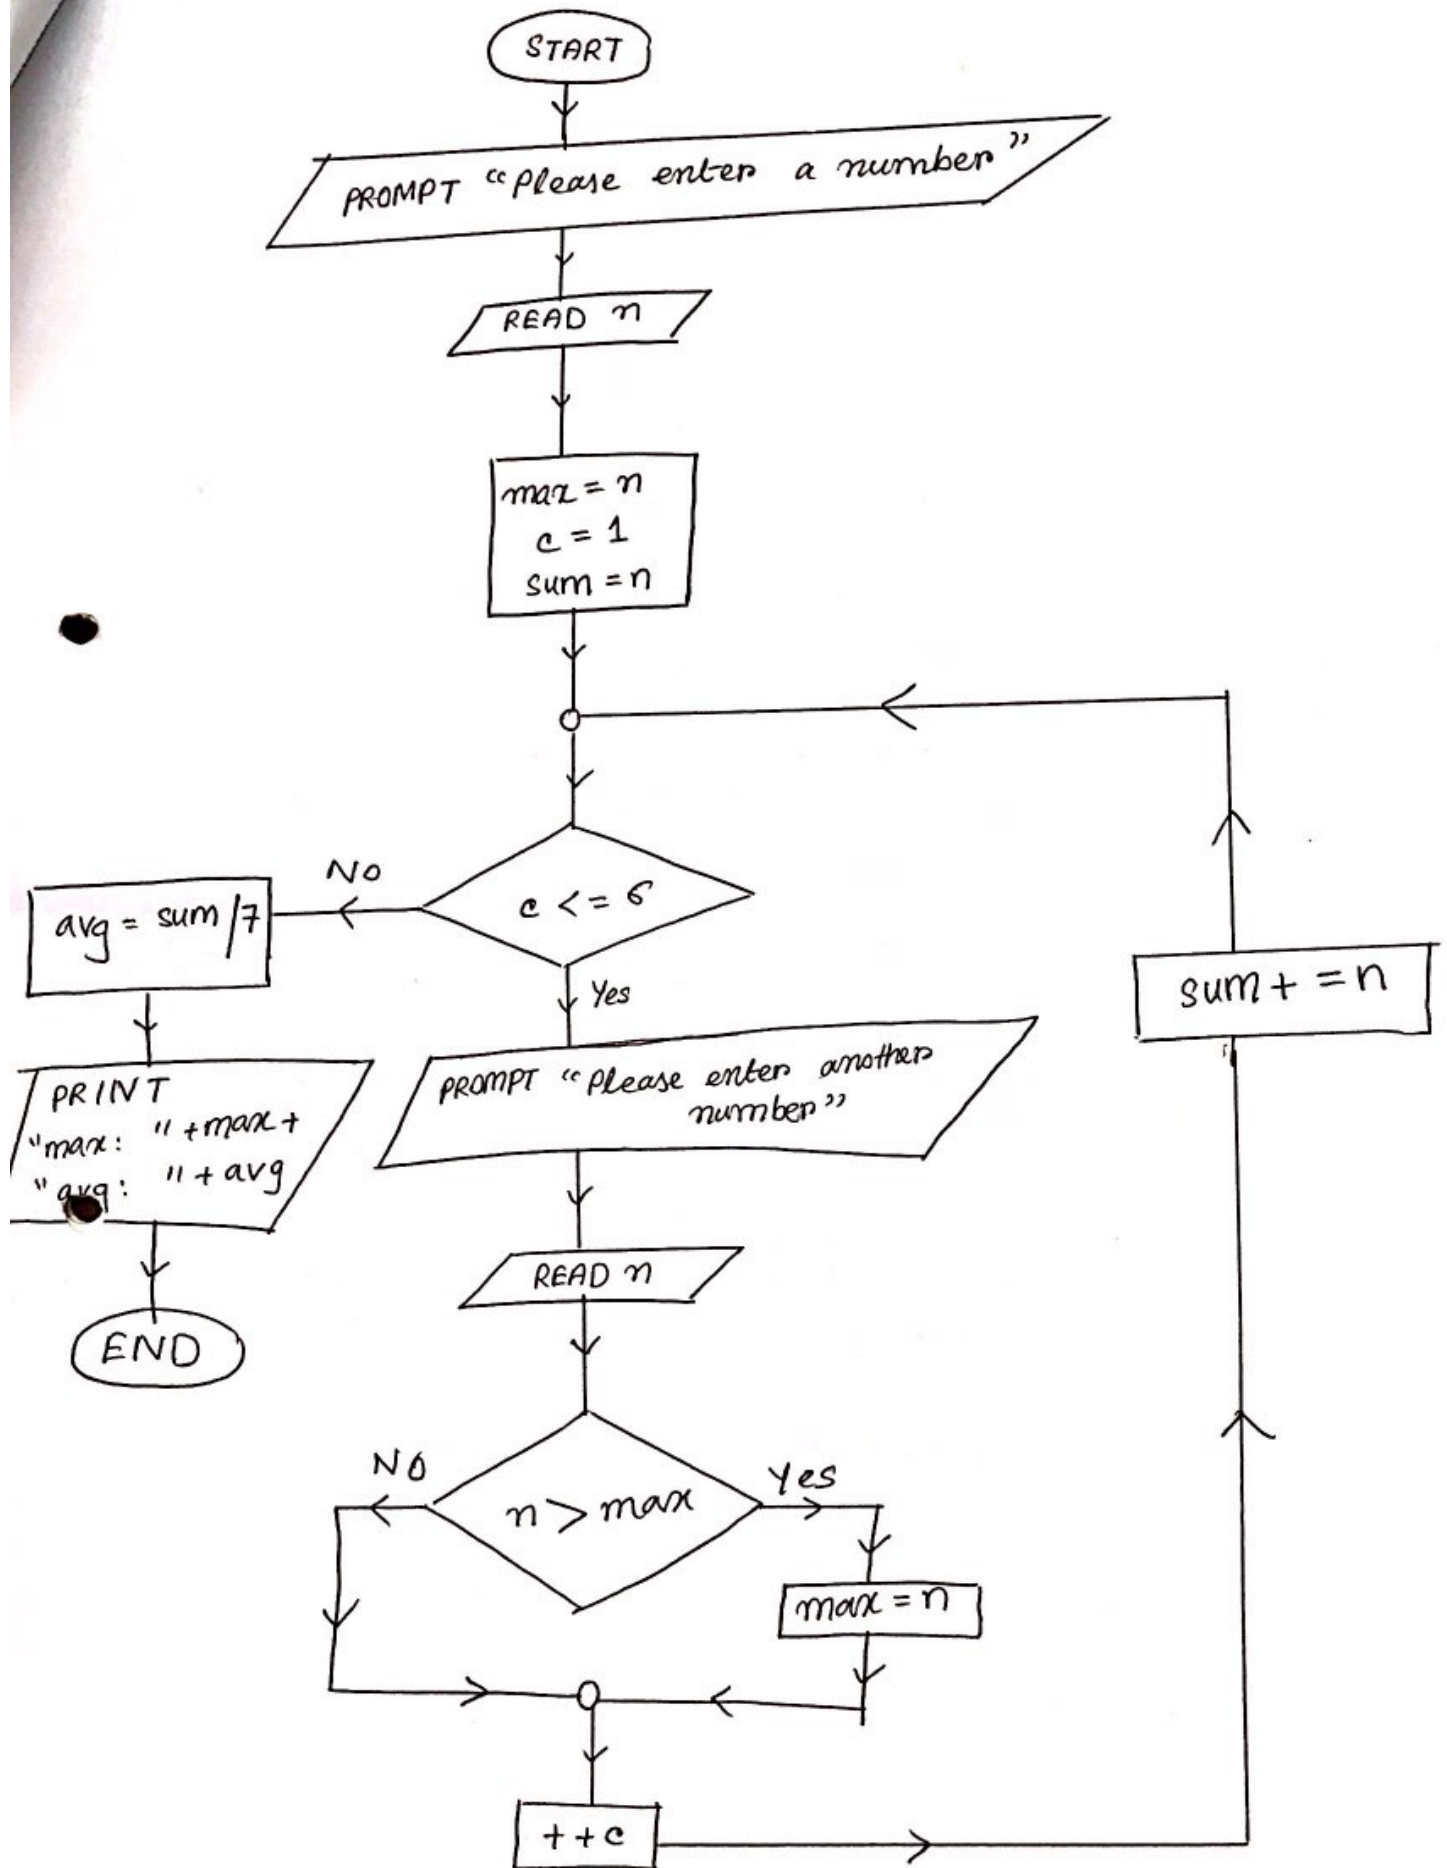 START
PROMPT "Please enter a number"
READ n
max = n
c = 1
sum = n
c <= 6
NO
avg = sum/7
PRINT
"max: " + max +
"avg: " + avg
END
Yes
PROMPT "Please enter another
number"
READ n
n > max
NO
Yes
max = n
++c
sum + = n